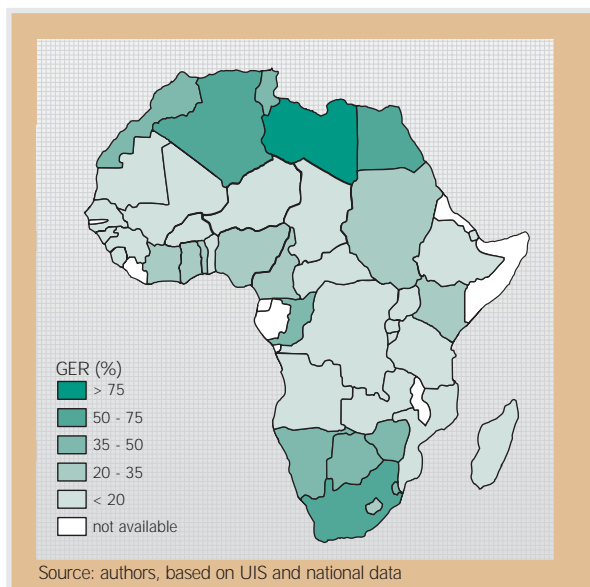 GER (%)
> 75
50 - 75
35 - 50
20 - 35
< 20
not available
Source: authors, based on UIS and national data